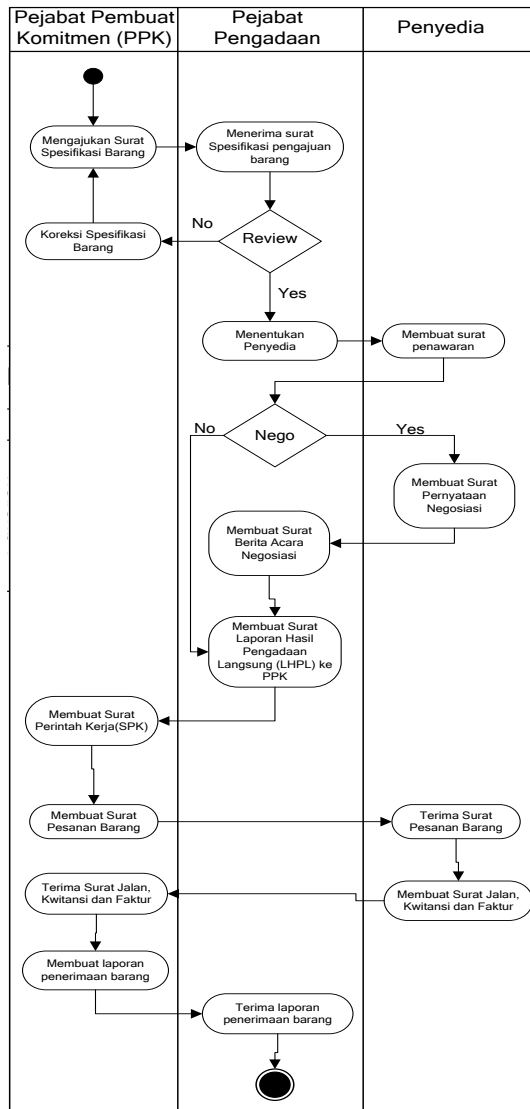 Pejabat Pembuat
Komitmen (PPK)
Pejabat
Pengadaan
Penyedia
Mengajukan Surat
Spesifikasi Barang
Menerima surat
Spesifikasi pengajuan
barang
No
Koreksi Spesifikasi
Barang
Review
Yes
Menentukan
Penyedia
Membuat surat
penawaran
No
Nego
Yes
Membuat Surat
Pernyataan
Negosiasi
Membuat Surat
Berita Acara
Negosiasi
Membuat Surat
Laporan Hasil
Pengadaan
Langsung (LHPL) ke
PPK
Membuat Surat
Perintah Kerja(SPK)
Membuat Surat
Pesanan Barang
Terima Surat
Pesanan Barang
Terima Surat Jalan,
Kwitansi dan Faktur
Membuat Surat Jalan,
Kwitansi dan Faktur
Membuat laporan
penerimaan barang
Terima laporan
penerimaan barang